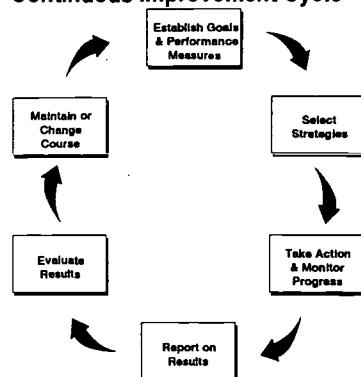 Continuous Improvement Cycle
Establish Goals
& Performance
Measures
Select
Strategies
Take Action
& Monitor
Progress
Report on
Results
Evaluate
Results
Maintain or
Change
Course